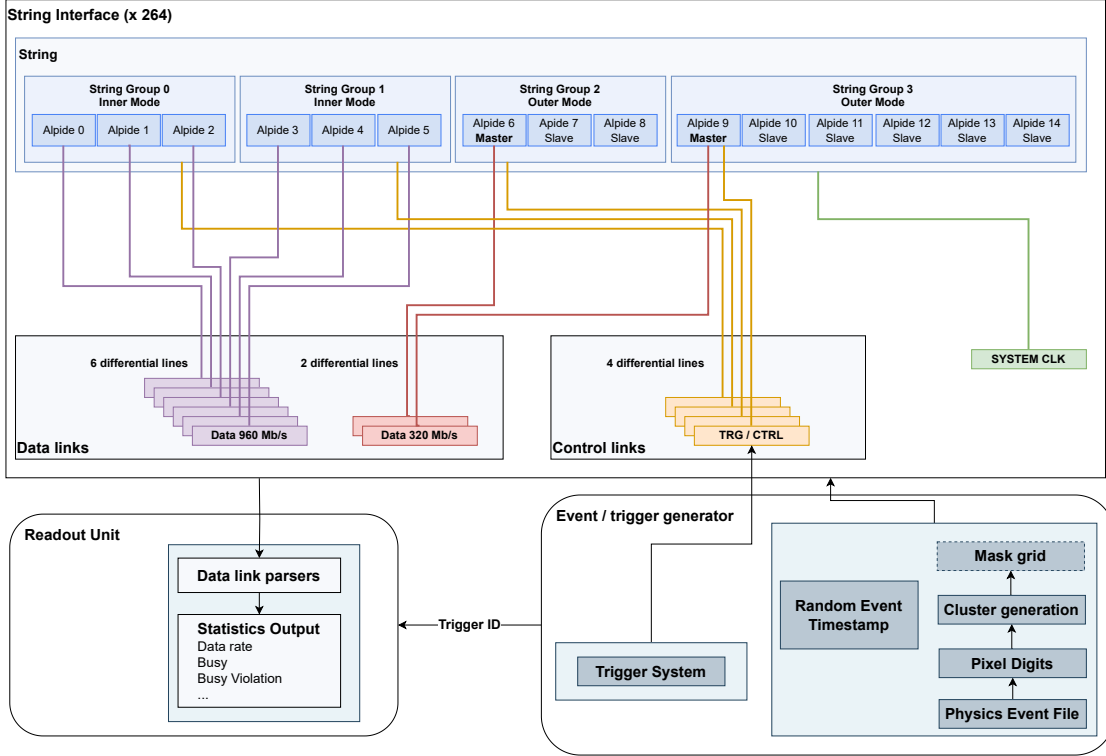 String Interface (x 264)
String
String Group 0
Inner Mode
String Group 1
Inner Mode
String Group 2
Outer Mode
String Group 3
Outer Mode
Alpide 0
Alpide 1
Alpide 2
Alpide 3
Alpide 4
Alpide 5
Alpide 6
Master
Apide 7
Slave
Alpide 8
Slave
Alpide 9
Master
Alpide 10
Slave
Alpide 11
Slave
Alpide 12
Slave
Alpide 13
Slave
Alpide 14
Slave
6 differential lines
2 differential lines
4 differential lines
SYSTEM CLK
Data 960 Mb/s
Data 320 Mb/s
TRG / CTRL
Data links
Control links
Readout Unit
Data link parsers
Statistics Output
Data rate
Busy
Busy Violation
...
Trigger ID
Event / trigger generator
Trigger System
Random Event
Timestamp
Mask grid
Cluster generation
Pixel Digits
Physics Event File